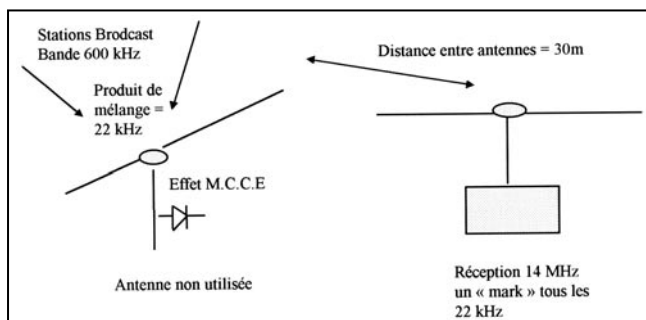 Stations Brodcast
Bande 600 kHz
Produit de
mélange =
22 kHz
Distance entre antennes = 30m
Effet M.C.C.E
Antenne non utilisée
Réception 14 MHz
un « mark » tous les
22 kHz